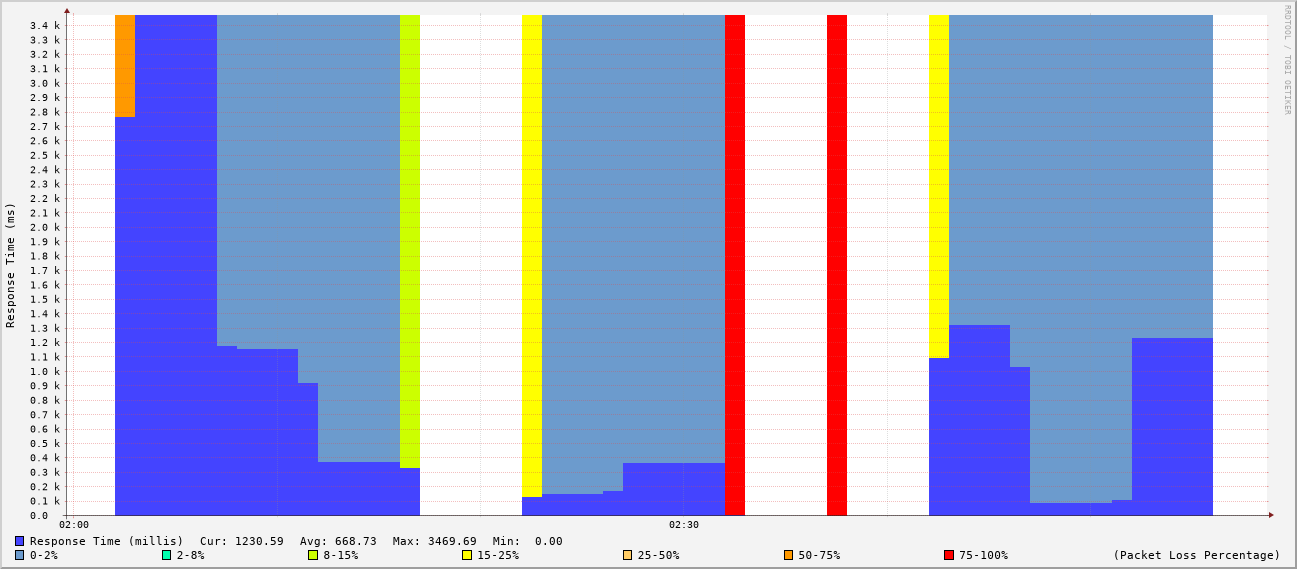 RRDTOOL / TOBI OETIKER
Response Time (ms)
3.4 k
3.3 k
3.2 k
3.1 k
3.0 k
2.9 k
2.8 k
2.7 k
2.6 k
2.5 k
2.4 k
2.3 k
2.2 k
2.1 k
2.0 k
1.9 k
1.8 k
1.7 k
1.6 k
1.5 k
1.4 k
1.3 k
1.2 k
1.1 k
1.0 k
0.9 k
0.8 k
0.7 k
0.6 k
0.5 k
0.4 k
0.3 k
0.2 k
0.1 k
0.0
02:00 02:30
Response Time (millis) Cur: 1230.59 Avg: 668.73 Max: 3469.69 Min: 0.00
0-2% 2-8% 8-15% 15-25% 25-50% 50-75% 75-100% (Packet Loss Percentage)